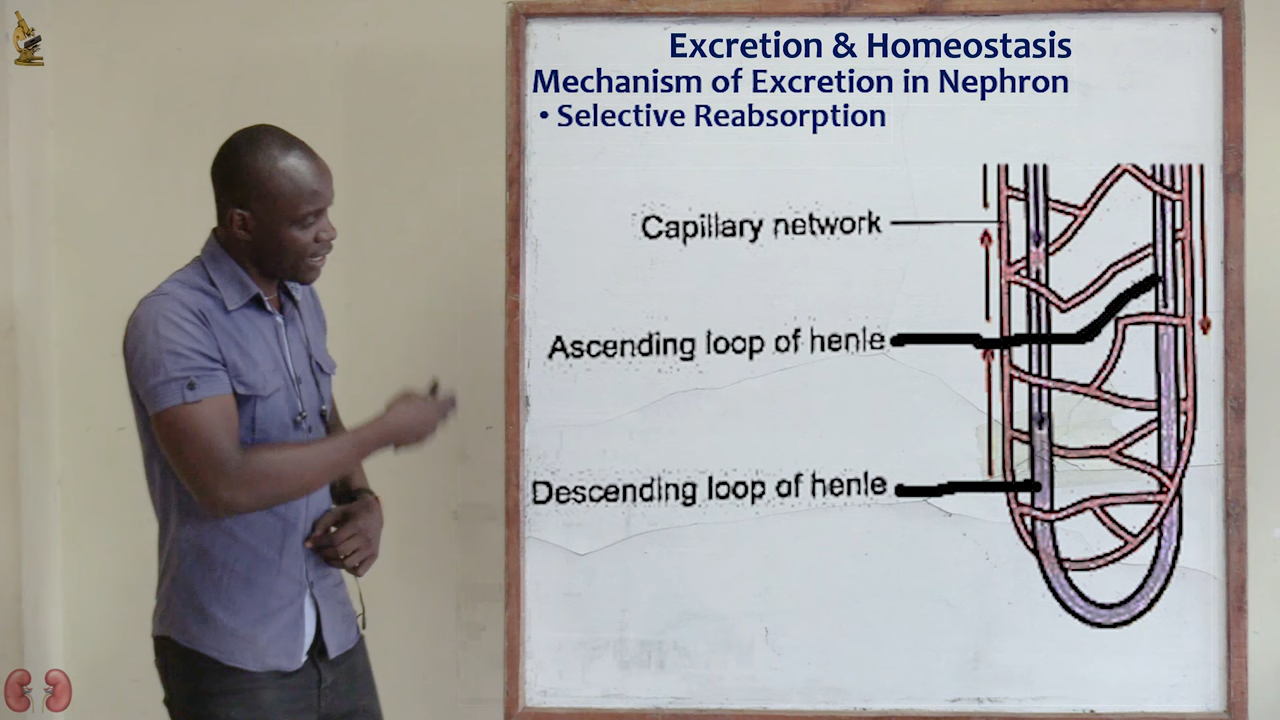 Excretion & Homeostasis
Mechanism of Excretion in Nephron
• Selective Reabsorption
Capillary network
Ascending loop of henle
Descending loop of henle